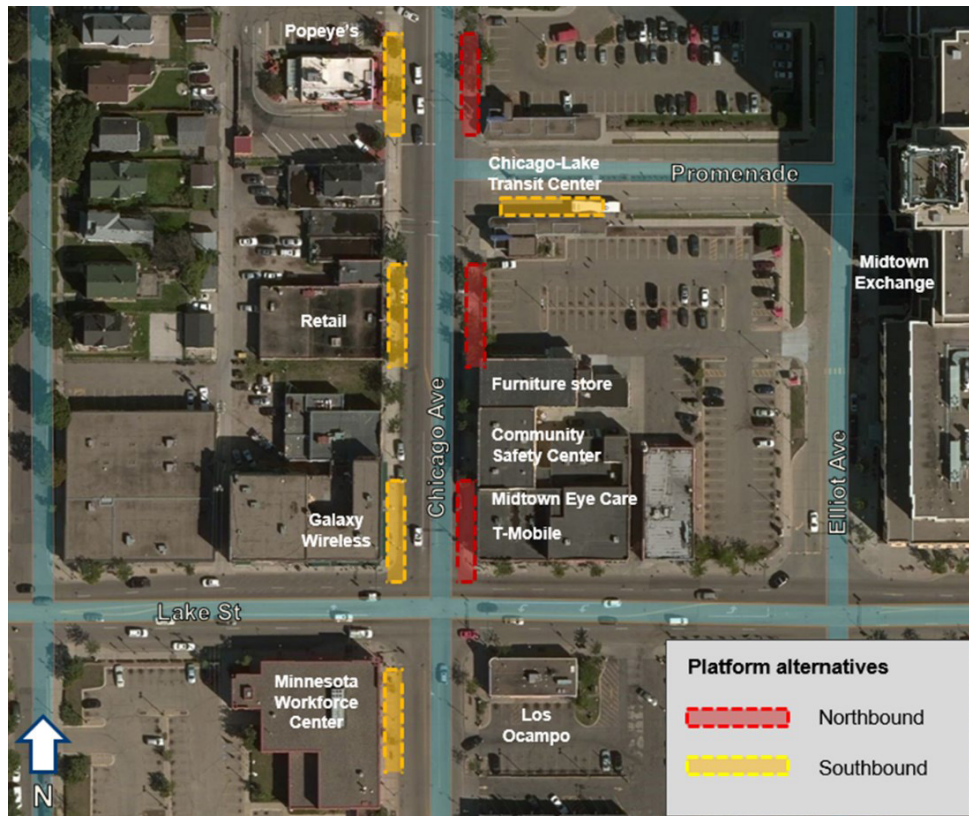 Popeye's
Chicago-Lake
Transit Center
Promenade
Midtown
Exchange
Retail
Furniture store
Chicago Ave
Community
Safety Center
Elliot Ave
Midtown Eye Care
Galaxy
Wireless
T-Mobile
Lake St
Minnesota
Workforce
Center
Los
Ocampo
Platform alternatives
Northbound
Southbound
N